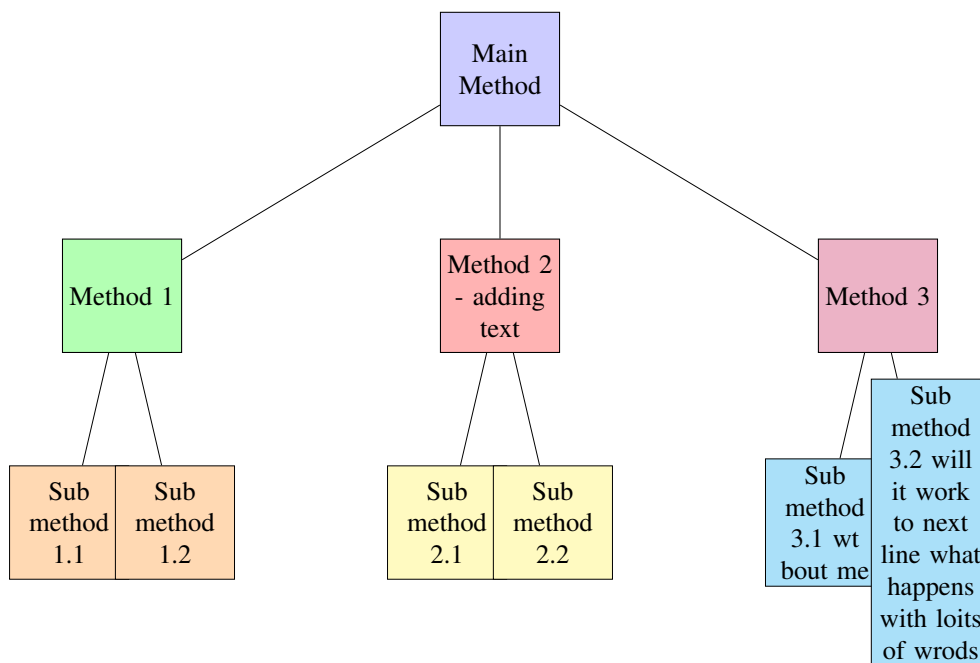 Main
Method
Method 1
Method 2
- adding
text
Method 3
Sub
method
1.1
Sub
method
1.2
Sub
method
2.1
Sub
method
2.2
Sub
method
3.1 wt
bout me
Sub
method
3.2 will
it work
to next
line what
happens
with loits
of wrods